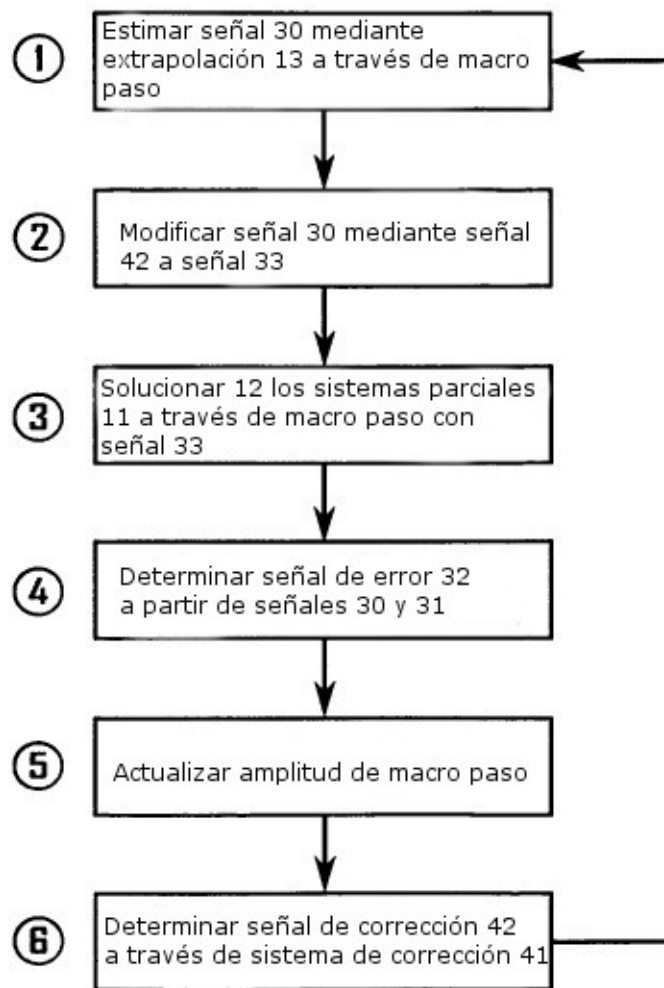 1
Estimar señal 30 mediante
extrapolación 13 a través de macro
paso
2
Modificar señal 30 mediante señal
42 a señal 33
3
Solucionar 12 los sistemas parciales
11 a través de macro paso con
señal 33
4
Determinar señal de error 32
a partir de señales 30 y 31
5
Actualizar amplitud de macro paso
6
Determinar señal de corrección 42
a través de sistema de corrección 41